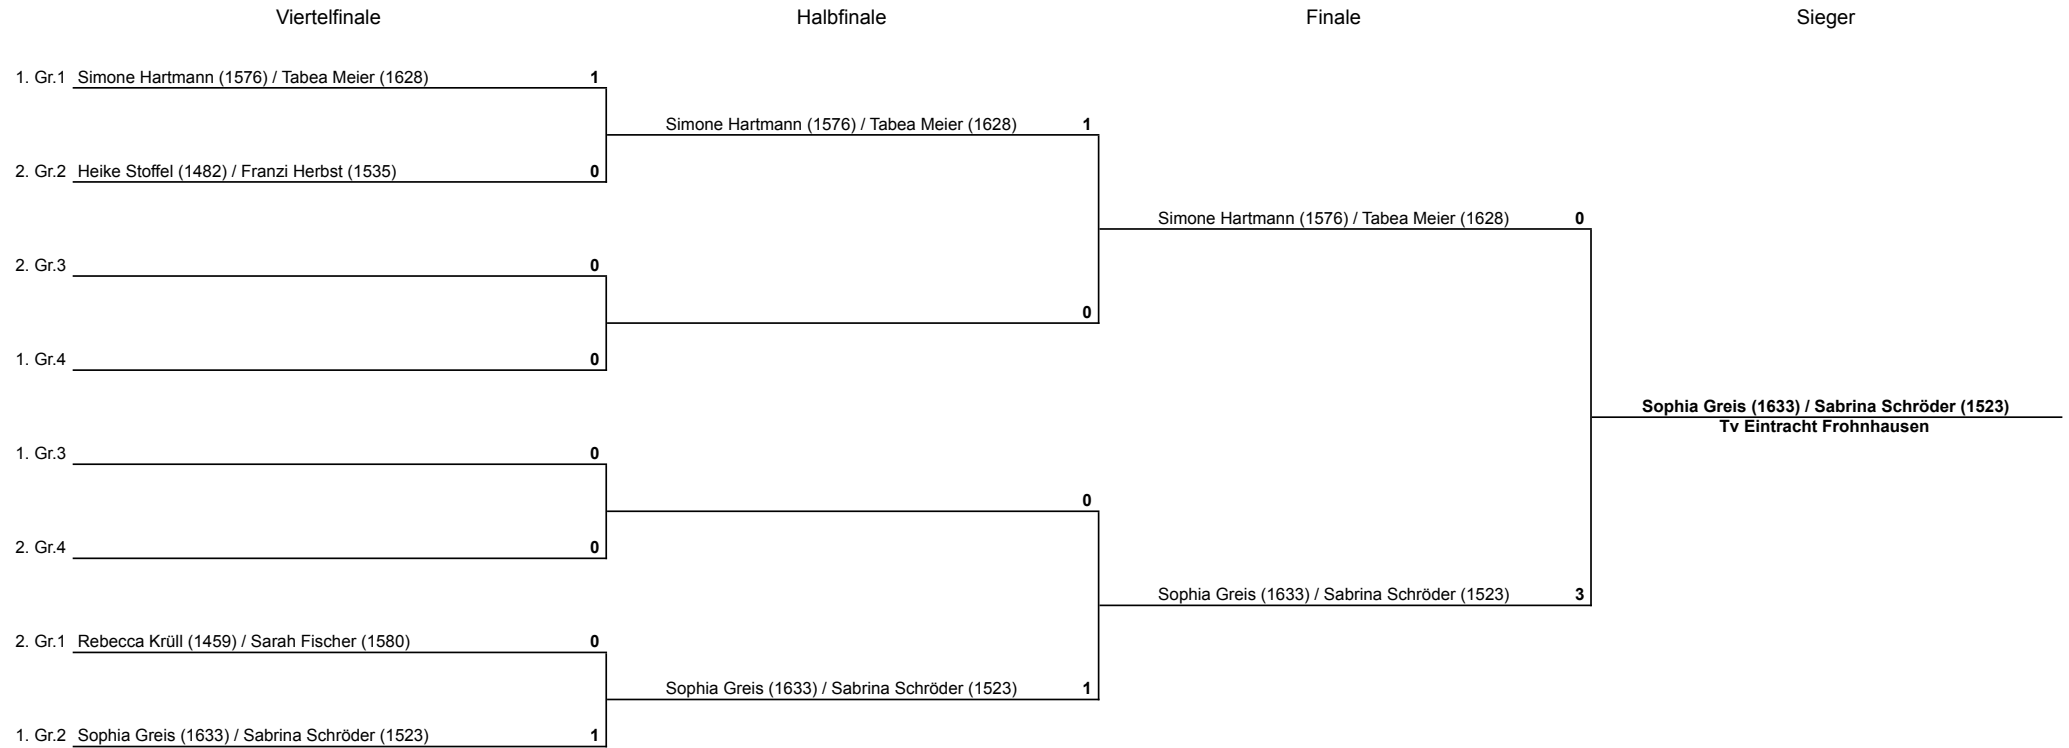 Viertelfinale Halbfinale Finale Sieger
1. Gr.1 Simone Hartmann (1576) / Tabea Meier (1628) 1
Simone Hartmann (1576) / Tabea Meier (1628) 1
2. Gr.2 Heike Stoffel (1482) / Franzi Herbst (1535) 0
Simone Hartmann (1576) / Tabea Meier (1628) 0
2. Gr.3 0
0
1. Gr.4 0
Sophia Greis (1633) / Sabrina Schröder (1523)
Tv Eintracht Frohnhausen
1. Gr.3 0
0
2. Gr.4 0
Sophia Greis (1633) / Sabrina Schröder (1523) 3
2. Gr.1 Rebecca Krüll (1459) / Sarah Fischer (1580) 0
Sophia Greis (1633) / Sabrina Schröder (1523) 1
1. Gr.2 Sophia Greis (1633) / Sabrina Schröder (1523) 1